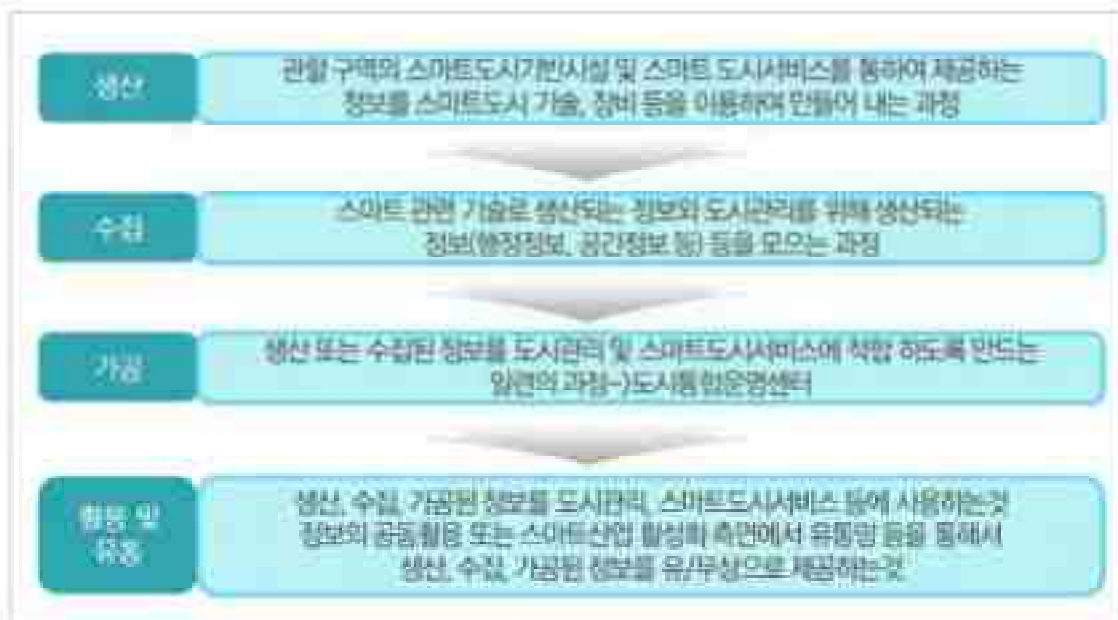 생산
관할 구역의 스마트도시기반시설 및 스마트 도시서비스를 통하여 제공하는
정보를 스마트도시 기술, 장비 등을 이용하여 만들어 내는 과정
수집
스마트 관련 기술로 생산되는 정보와 도시관리를 위해 생산되는
정보(행정정보, 공간정보 등) 등을 모으는 과정
가공
생산 또는 수집된 정보를 도시관리 및 스마트도시서비스에 적합 하도록 만드는
일련의 과정->도시통합운영센터
활용 및
유통
생산, 수집, 가공된 정보를 도시관리, 스마트도시서비스 등에 사용하는것
정보의 공동활용 또는 스마트산업 활성화 측면에서 유통망 등을 통해서
생산, 수집, 가공된 정보를 유/무상으로 제공하는것